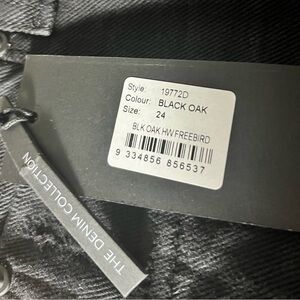 Style: 19772D
Colour: BLACK OAK
Size: 24
BLK OAK HW FREEBIRD
9 334856 856537
THE DENIM COLLECTION